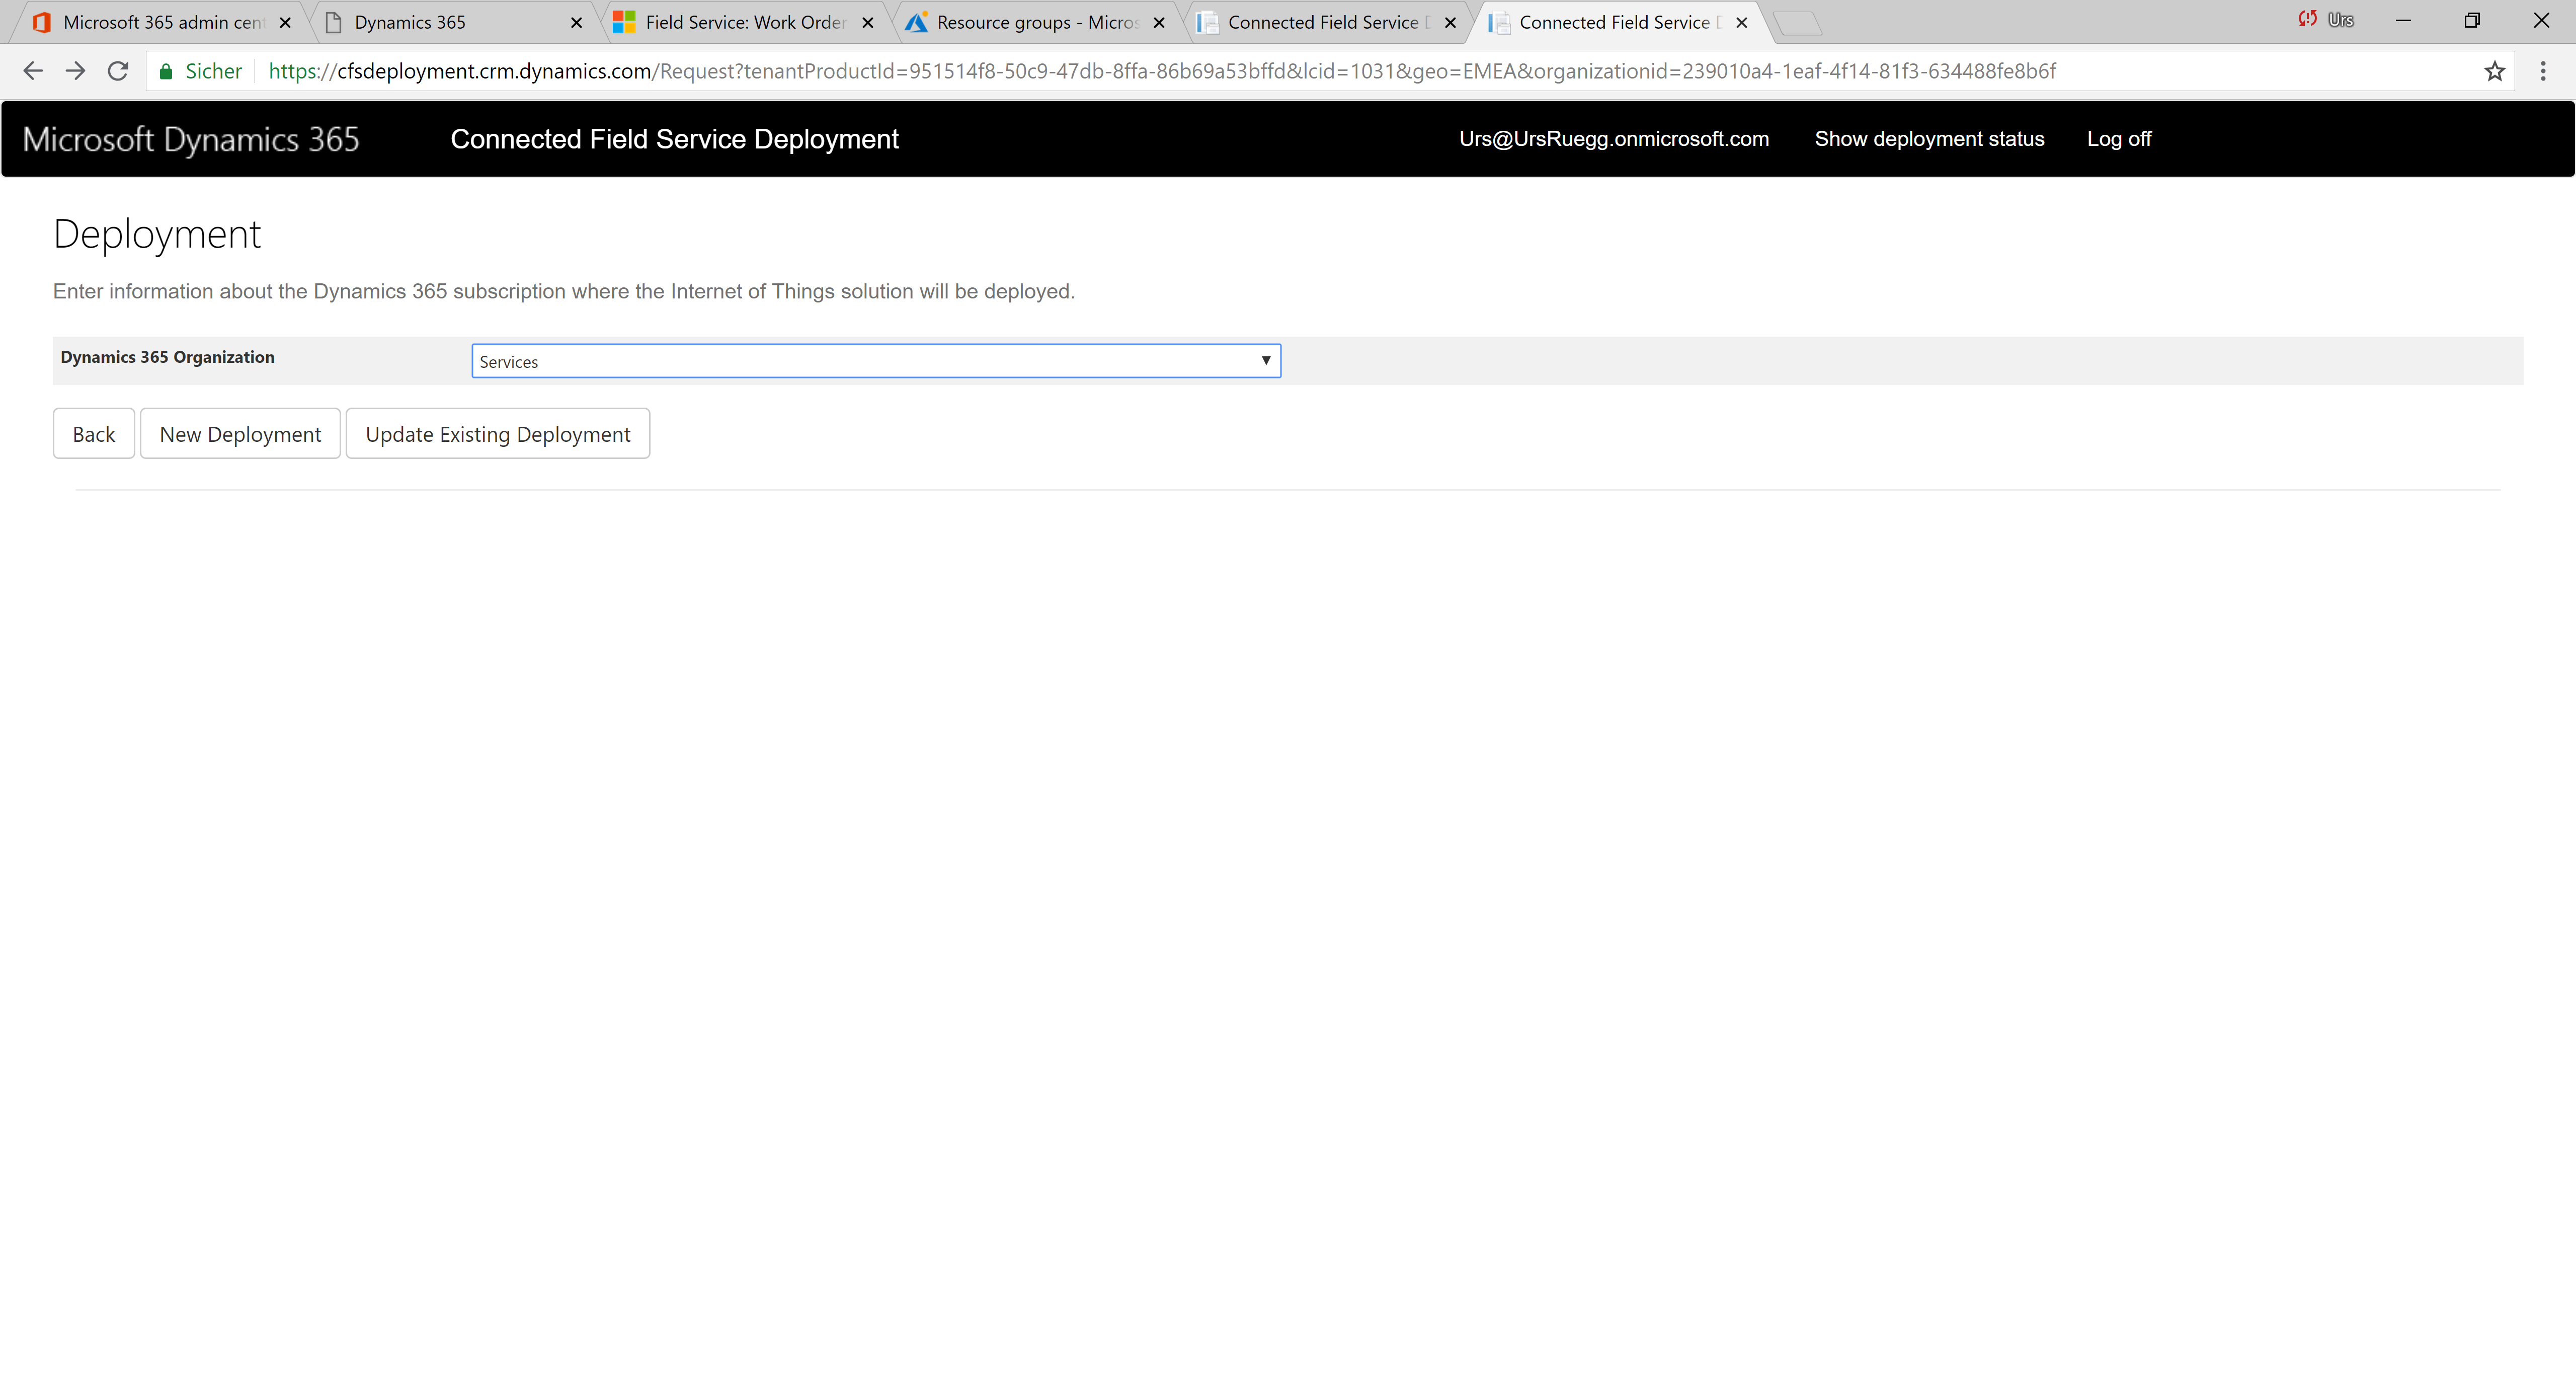 Microsoft 365 admin cen
Dynamics 365
Field Service: Work Order
Resource groups - Micros
Connected Field Service D
Connected Field Service D
Urs
Sicher
https://cfsdeployment.crm.dynamics.com/Request?tenantProductId=951514f8-50c9-47db-8ffa-86b69a53bffd&lcid=1031&geo=EMEA&organizationid=239010a4-1eaf-4f14-81f3-634488fe8b6f
Microsoft Dynamics 365
Connected Field Service Deployment
Urs@UrsRuegg.onmicrosoft.com
Show deployment status
Log off
Deployment
Enter information about the Dynamics 365 subscription where the Internet of Things solution will be deployed.
Dynamics 365 Organization
Services
Back
New Deployment
Update Existing Deployment